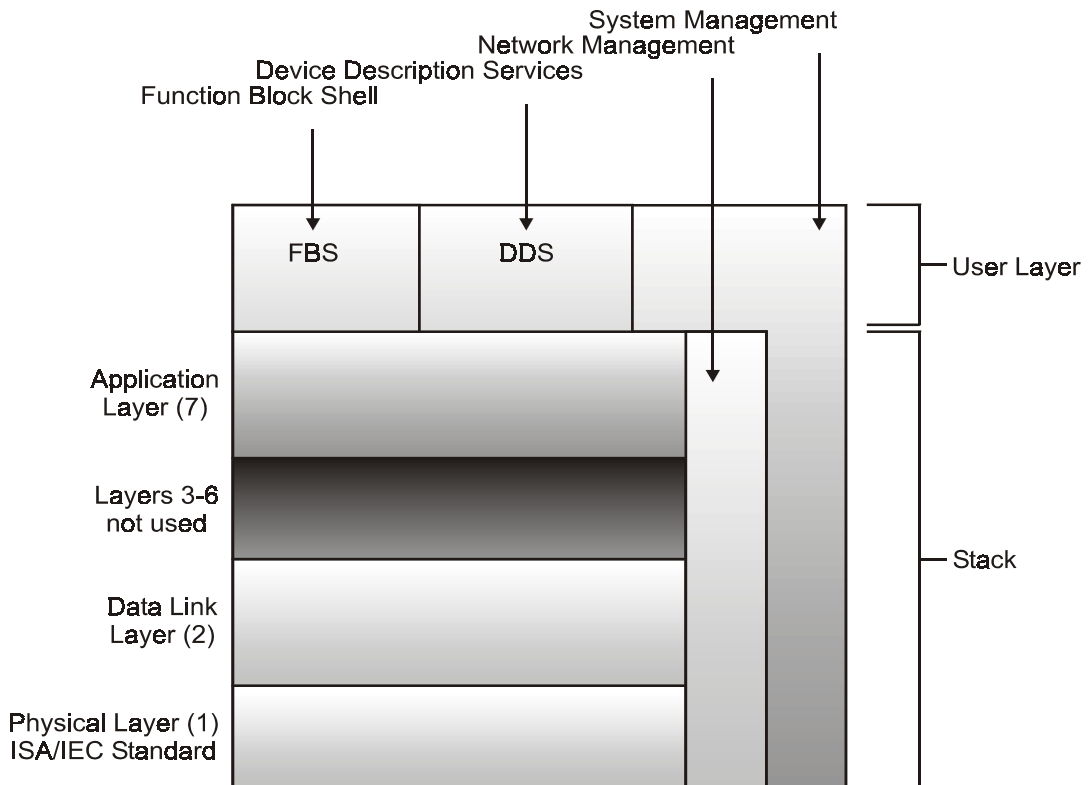 System Management
Network Management
Device Description Services
Function Block Shell
FBS
DDS
User Layer
Application
Layer (7)
Layers 3-6
not used
Stack
Data Link
Layer (2)
Physical Layer (1)
ISA/IEC Standard